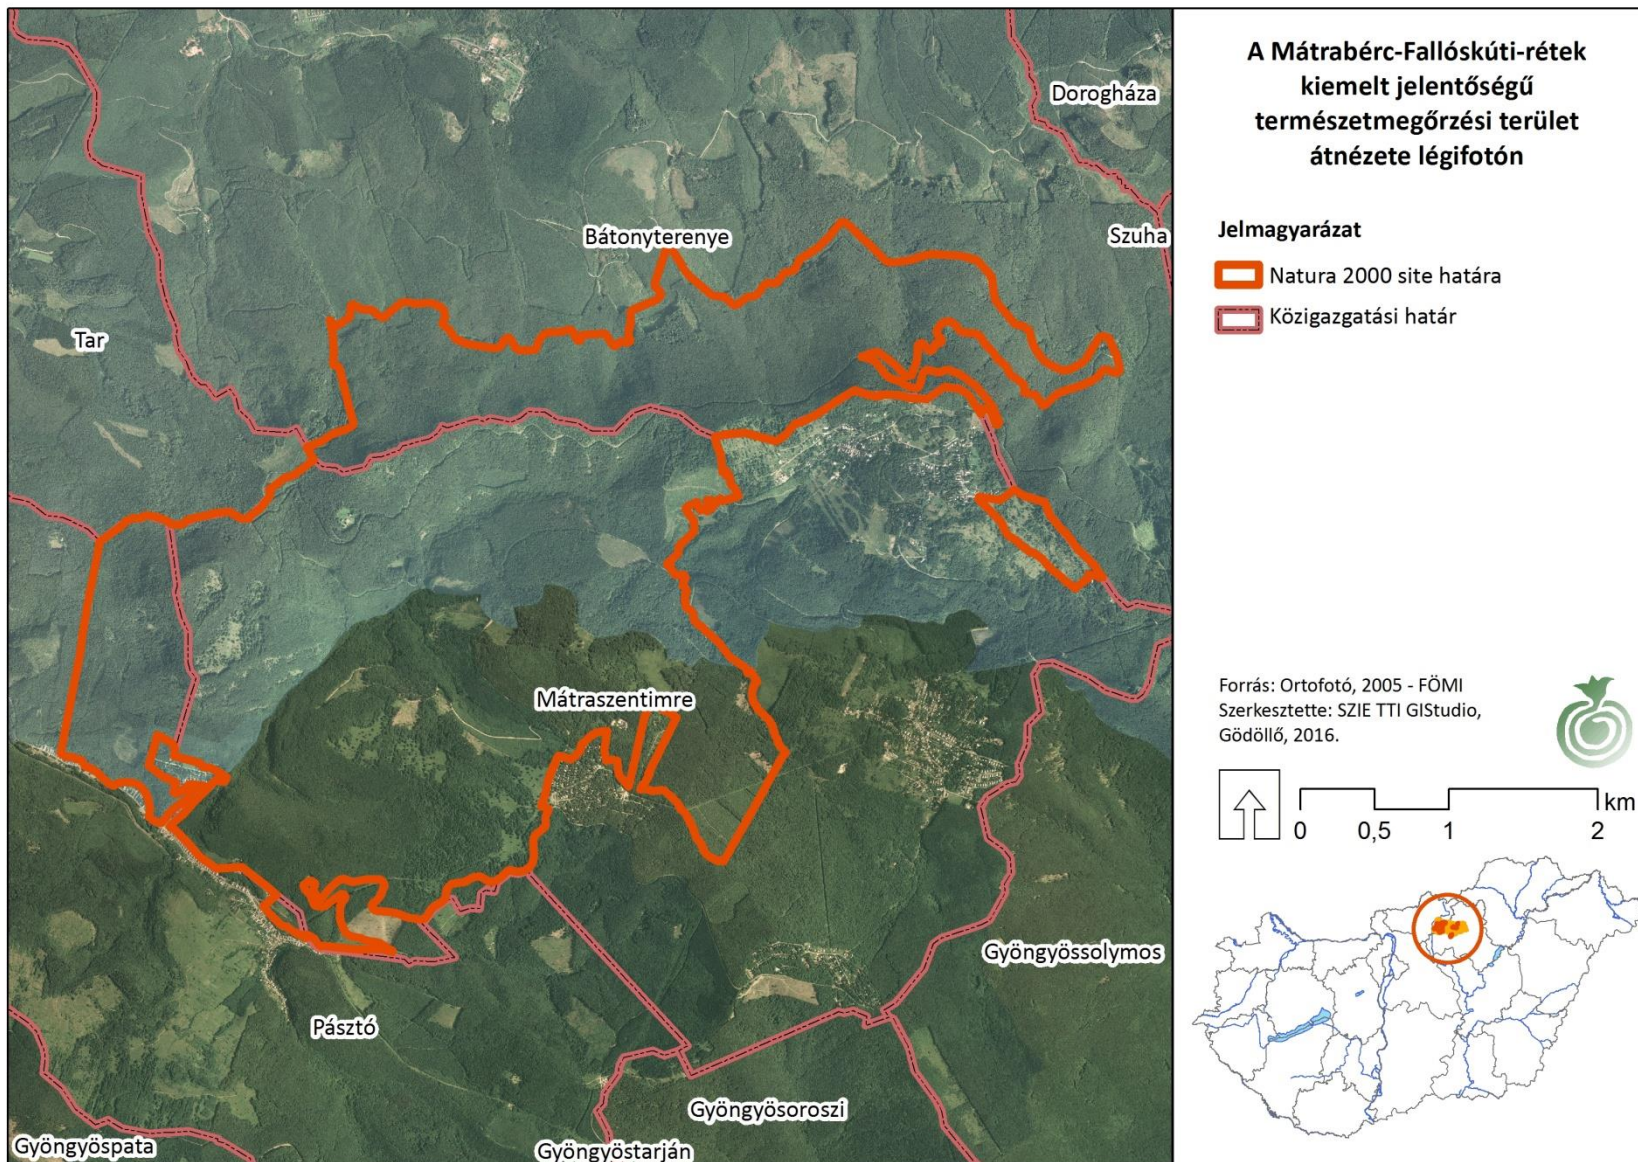 A Mátrabérc-Fallóskúti-rétek
kiemelt jelentőségű
természetmegőrzési terület
átnézete légifotón
Jelmagyarázat
Natura 2000 site határa
Közigazgatási határ
Dorogháza
Szuha
Bátonyterenye
Tar
Mátraszentimre
Gyöngyössolymos
Pásztó
Gyöngyösoroszi
Gyöngyöstarján
Gyöngyöspata
Forrás: Ortofotó, 2005 - FÖMI
Szerkesztette: SZIE TTI GIStudio,
Gödöllő, 2016.
km
0 0,5 1 2